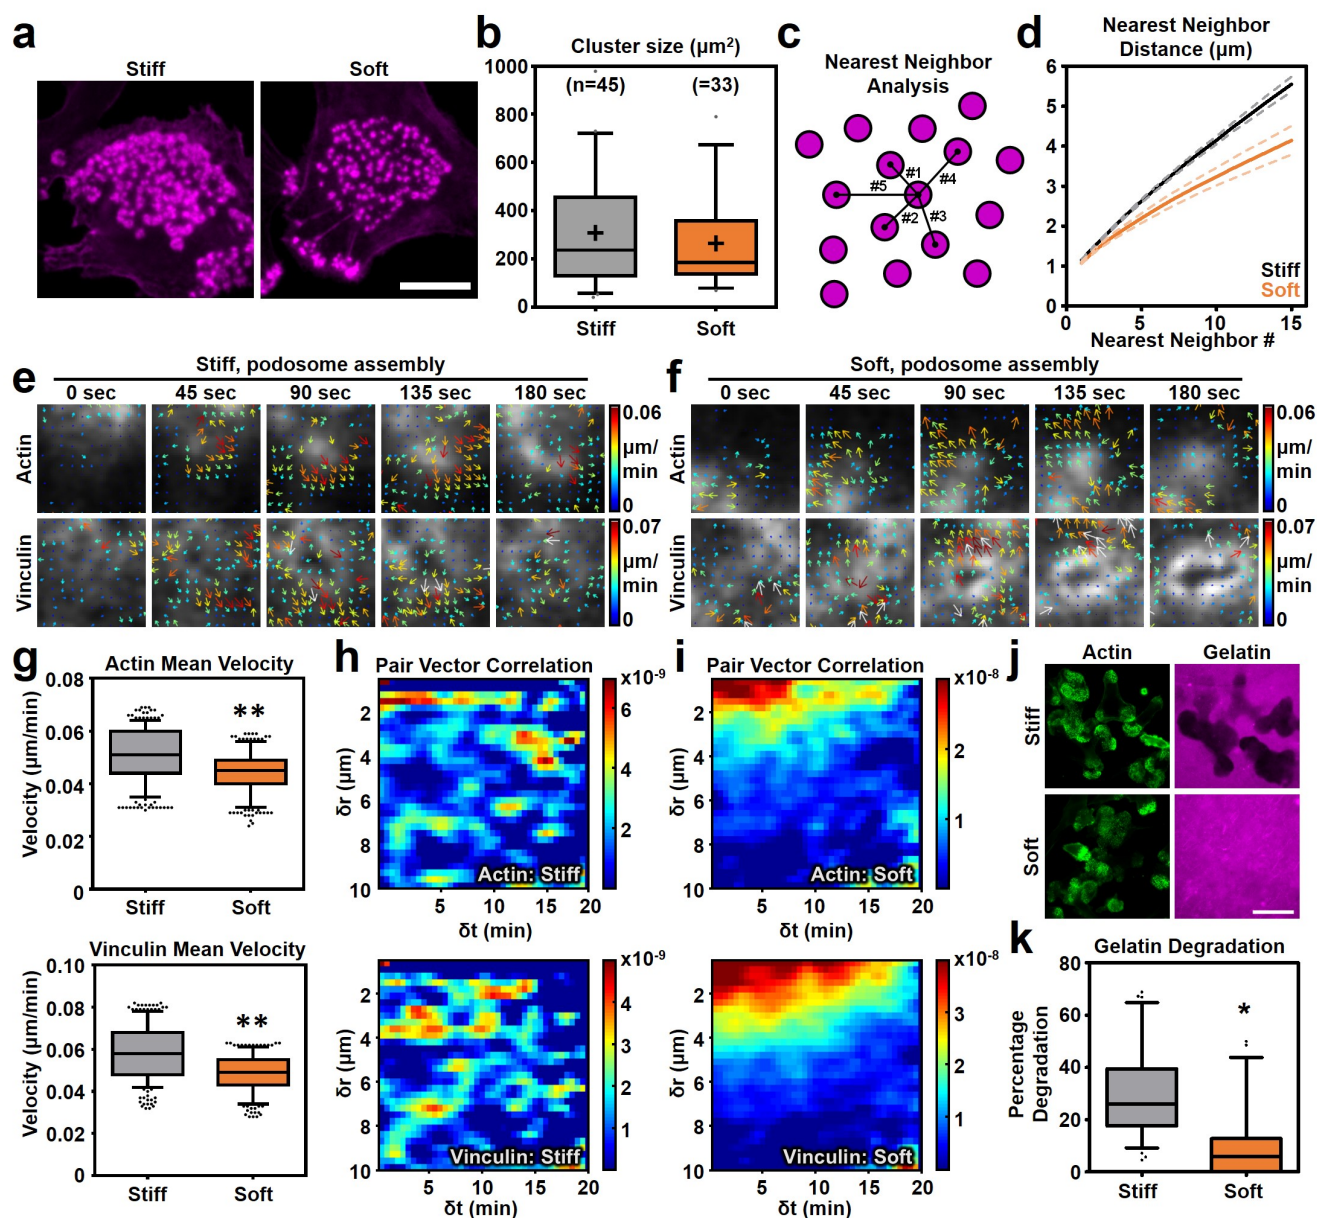 a
Stiff
Soft
b
Cluster size (µm²)
1000
800
600
400
200
0
(n=45)
(=33)
Stiff
Soft
c
Nearest Neighbor
Analysis
#1
#2
#3
#4
#5
d
Nearest Neighbor
Distance (µm)
6
5
4
3
2
1
0
Stiff
Soft
0
5
10
15
Nearest Neighbor #
e
Stiff, podosome assembly
0 sec
45 sec
90 sec
135 sec
180 sec
Actin
0.06
µm/
min
0
Vinculin
0.07
µm/
min
0
f
Soft, podosome assembly
0 sec
45 sec
90 sec
135 sec
180 sec
Actin
0.06
µm/
min
0
Vinculin
0.07
µm/
min
0
g
Actin Mean Velocity
Velocity (µm/min)
0.08
0.06
0.04
0.02
0
**
Stiff
Soft
Vinculin Mean Velocity
Velocity (µm/min)
0.10
0.08
0.06
0.04
0.02
0
**
Stiff
Soft
h
Pair Vector Correlation
x10⁻⁹
6
4
2
δr (µm)
2
4
6
8
10
Actin: Stiff
5
10
15
20
δt (min)
x10⁻⁹
4
3
2
1
δr (µm)
2
4
6
8
10
Vinculin: Stiff
5
10
15
20
δt (min)
i
Pair Vector Correlation
x10⁻⁸
2
1
δr (µm)
2
4
6
8
10
Actin: Soft
5
10
15
20
δt (min)
x10⁻⁸
3
2
1
δr (µm)
2
4
6
8
10
Vinculin: Soft
5
10
15
20
δt (min)
j
Actin
Gelatin
Stiff
Soft
k
Gelatin Degradation
Percentage
Degradation
80
60
40
20
0
*
Stiff
Soft